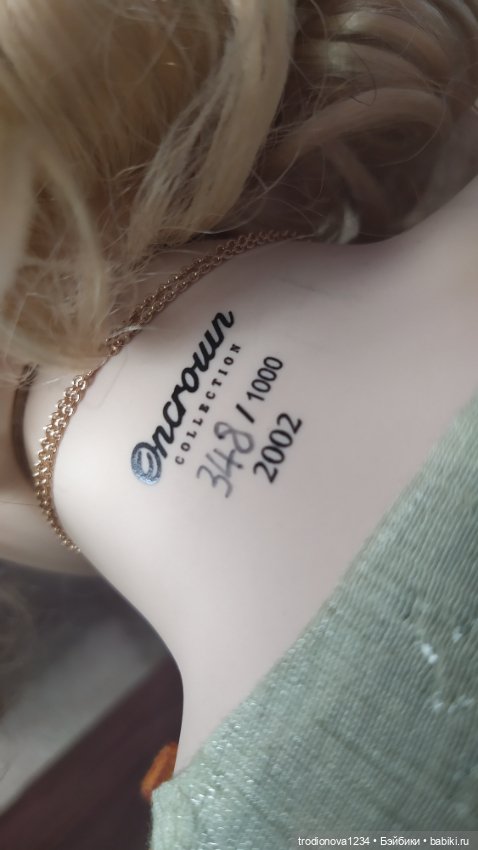 Oncrown
COLLECTION
348 / 1000
2002
trodionova1234 • Бэйбики • babiki.ru